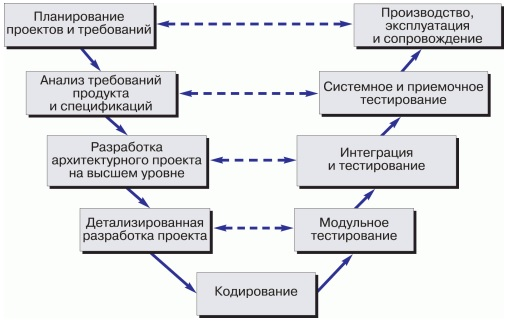 Планирование
проектов и требований
Производство,
эксплуатация
и сопровождение
Анализ требований
продукта
и спецификаций
Системное и приемочное
тестирование
Разработка
архитектурного проекта
на высшем уровне
Интеграция
и тестирование
Детализированная
разработка проекта
Модульное
тестирование
Кодирование